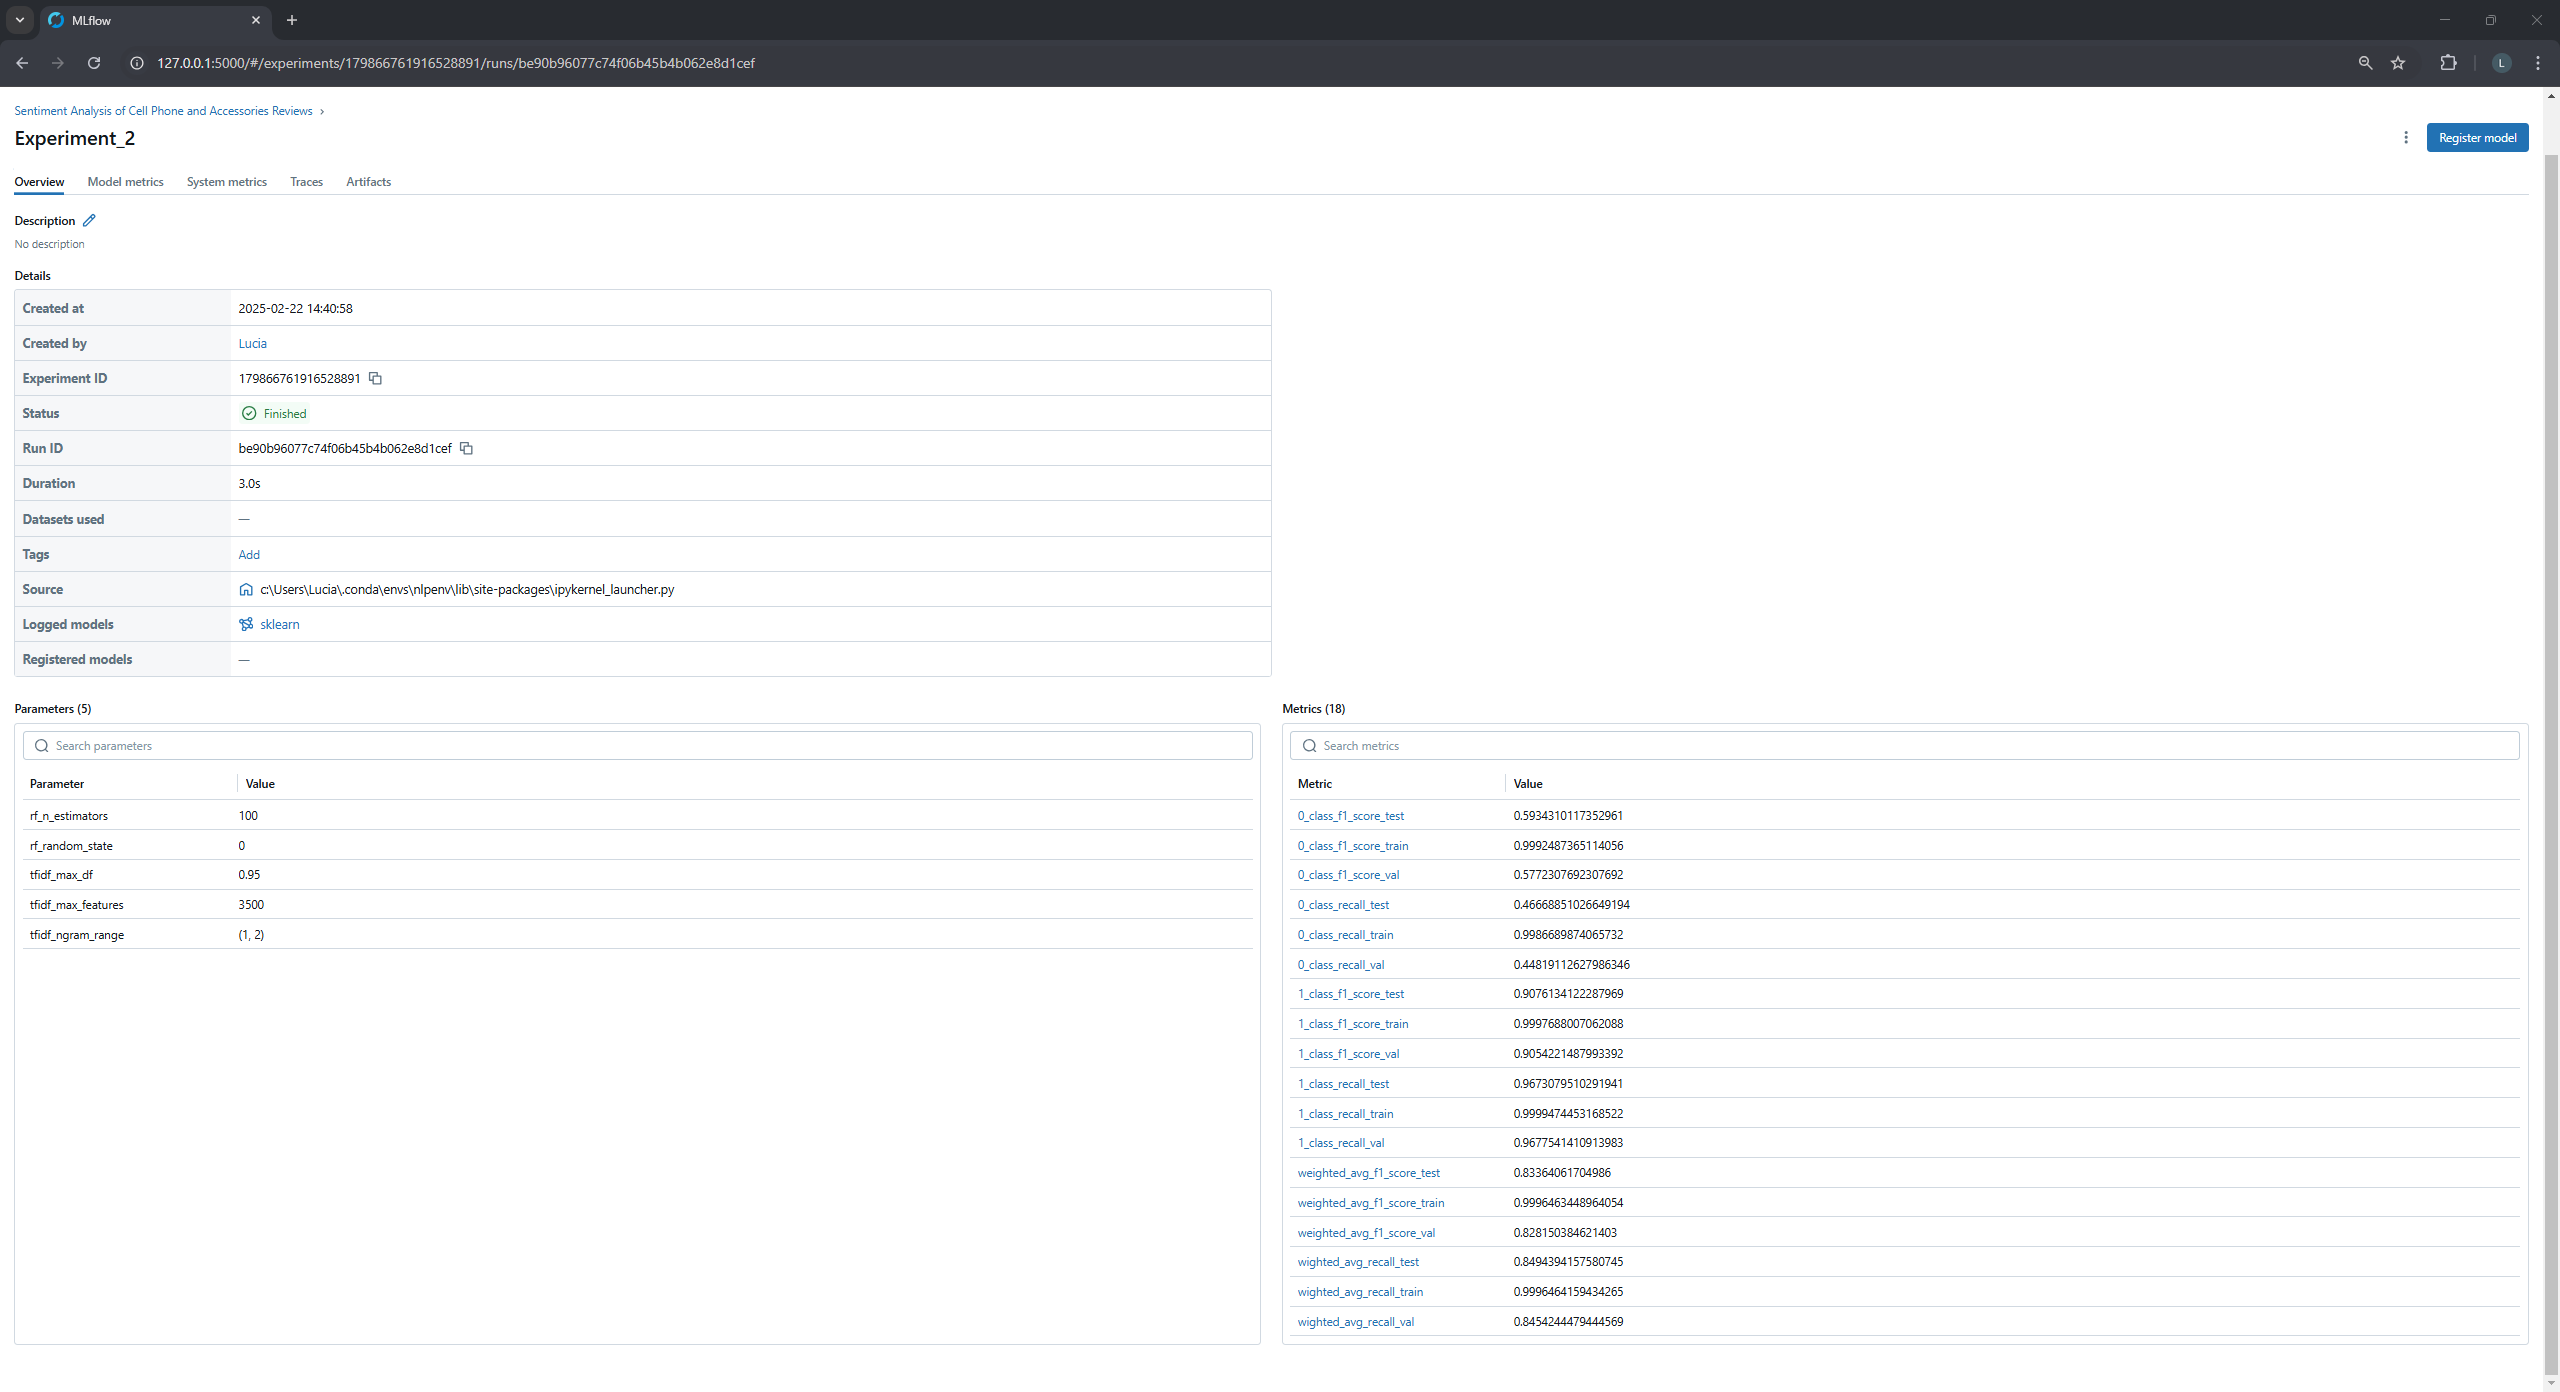 MLflow
127.0.0.1:5000/#/experiments/179866761916528891/runs/be90b96077c74f06b45b4b062e8d1cef
L
Sentiment Analysis of Cell Phone and Accessories Reviews ›
Experiment_2
Register model
Overview Model metrics System metrics Traces Artifacts
Description
No description
Details
Created at 2025-02-22 14:40:58
Created by Lucia
Experiment ID 179866761916528891
Status Finished
Run ID be90b96077c74f06b45b4b062e8d1cef
Duration 3.0s
Datasets used —
Tags Add
Source c:\Users\Lucia\.conda\envs\nlpenv\lib\site-packages\ipykernel_launcher.py
Logged models sklearn
Registered models —
Parameters (5)
Search parameters
Parameter Value
rf_n_estimators 100
rf_random_state 0
tfidf_max_df 0.95
tfidf_max_features 3500
tfidf_ngram_range (1, 2)
Metrics (18)
Search metrics
Metric Value
0_class_f1_score_test 0.5934310117352961
0_class_f1_score_train 0.9992487365114056
0_class_f1_score_val 0.5772307692307692
0_class_recall_test 0.46668851026649194
0_class_recall_train 0.9986689874065732
0_class_recall_val 0.44819112627986346
1_class_f1_score_test 0.9076134122287969
1_class_f1_score_train 0.9997688007062088
1_class_f1_score_val 0.9054221487993392
1_class_recall_test 0.9673079510291941
1_class_recall_train 0.9999474453168522
1_class_recall_val 0.9677541410913983
weighted_avg_f1_score_test 0.83364061704986
weighted_avg_f1_score_train 0.9996463448964054
weighted_avg_f1_score_val 0.828150384621403
wighted_avg_recall_test 0.8494394157580745
wighted_avg_recall_train 0.9996464159434265
wighted_avg_recall_val 0.8454244479444569